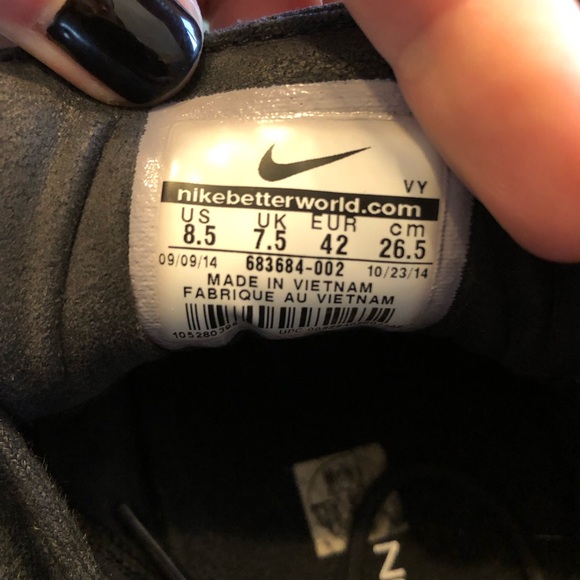 VY
nikebetterworld.com
US UK EUR cm
8.5 7.5 42 26.5
09/09/14 683684-002 10/23/14
MADE IN VIETNAM
FABRIQUE AU VIETNAM
UPC
Z